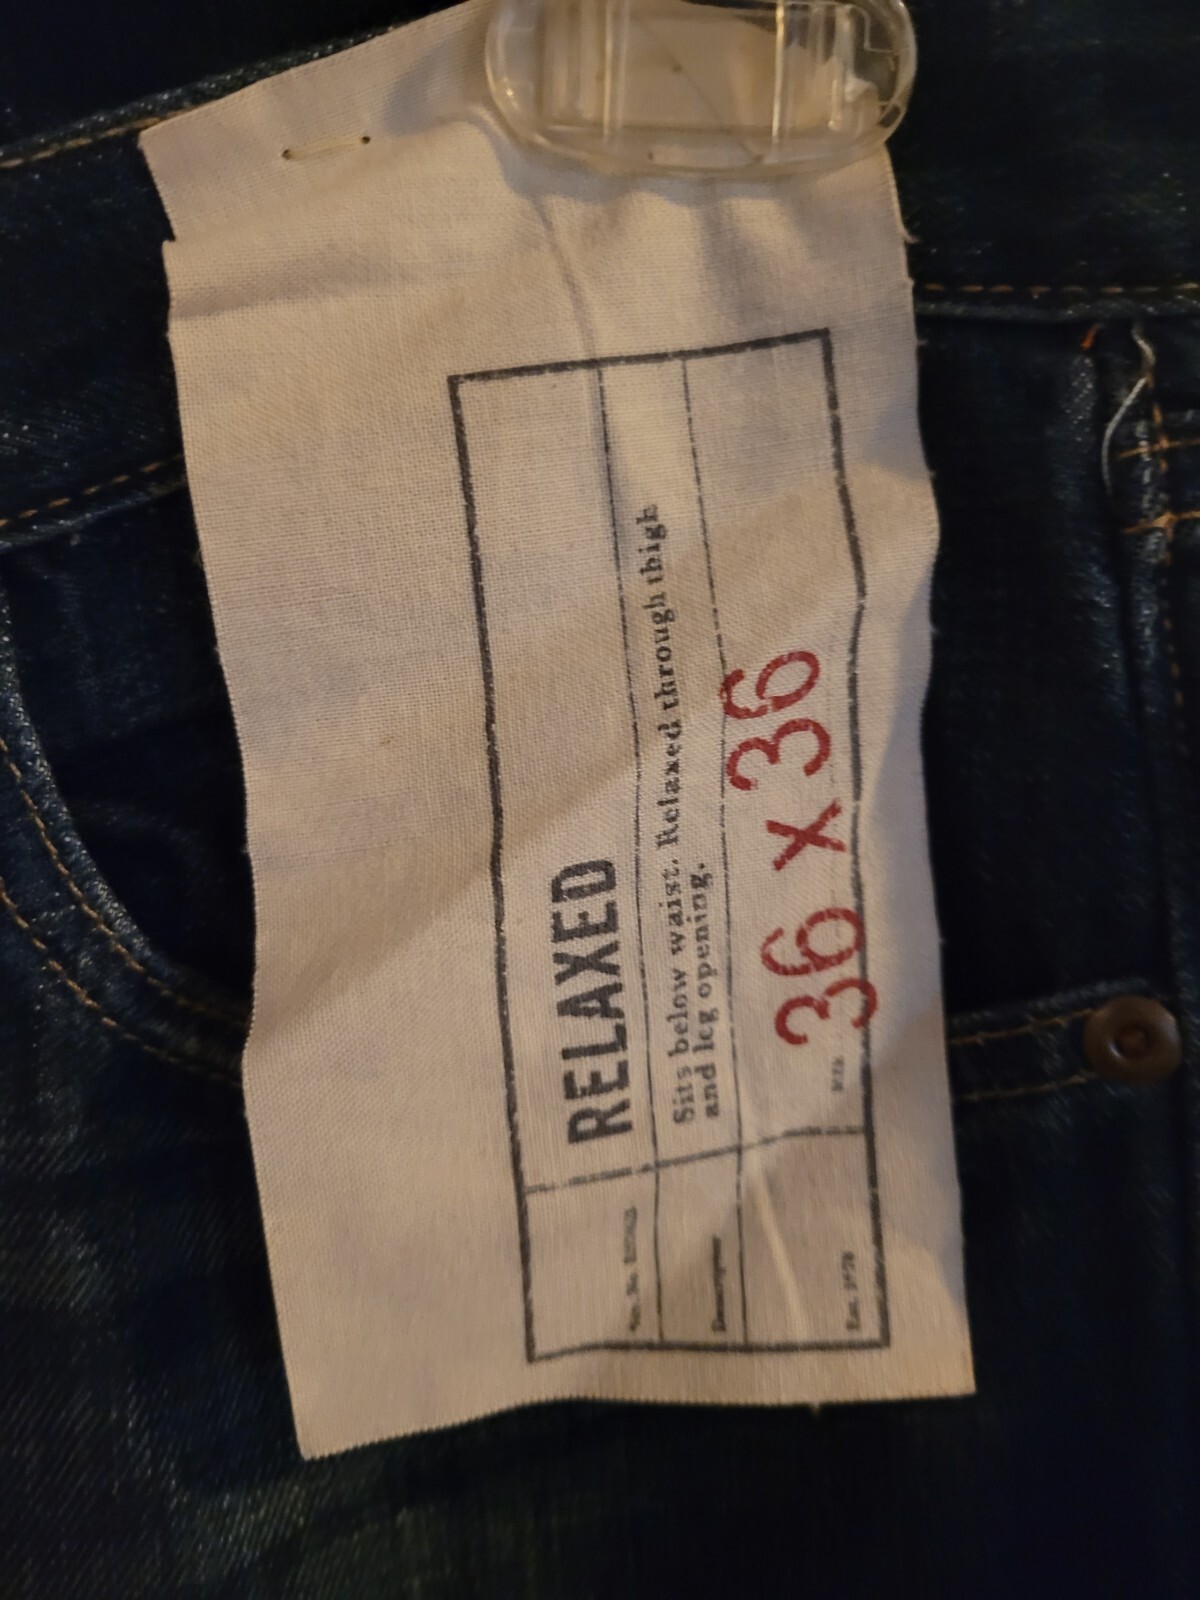 RELAXED
Sits below waist. Relaxed through thigh
and leg opening.
36 x 36